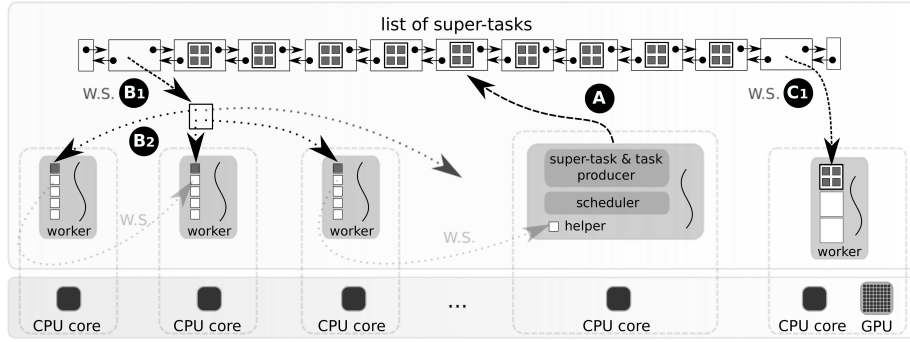 list of super-tasks
W.S. B1
W.S. C1
A
B2
super-task & task
producer
scheduler
helper
worker
worker
worker
worker
W.S.
W.S.
...
CPU core
CPU core
CPU core
CPU core
CPU core
GPU